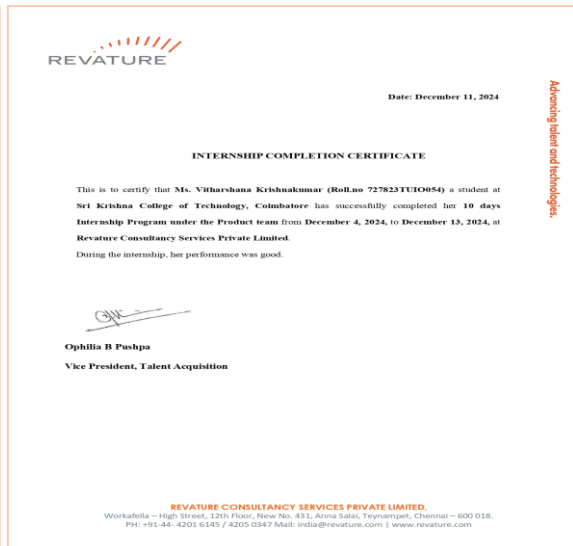 REVATURE
Date: December 11, 2024
Advancing talent and technologies.
INTERNSHIP COMPLETION CERTIFICATE
This is to certify that Ms. Vitharshana Krishnakumar (Roll.no 727823TUIO054) a student at
Sri Krishna College of Technology, Coimbatore has successfully completed her 10 days
Internship Program under the Product team from December 4, 2024, to December 13, 2024, at
Revature Consultancy Services Private Limited.
During the internship, her performance was good.
Ophilia B Pushpa
Vice President, Talent Acquisition
REVATURE CONSULTANCY SERVICES PRIVATE LIMITED,
Workafella – High Street, 12th Floor, New No. 431, Anna Salai, Teynampet, Chennai – 600 018.
PH: +91-44- 4201 6145 / 4205 0347 Mail: india@revature.com | www.revature.com